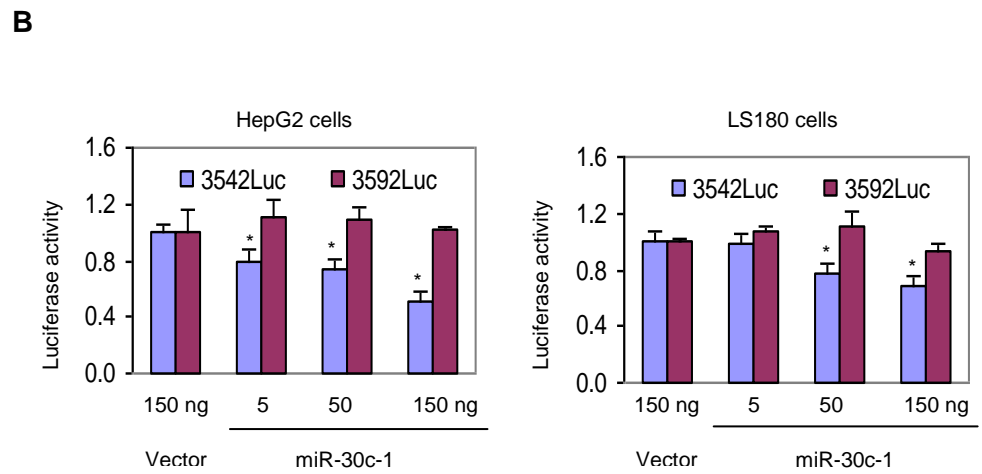 B
HepG2 cells
Luciferase activity
1.6
1.2
0.8
0.4
0.0
3542Luc 3592Luc
*
*
*
150 ng 5 50 150 ng
Vector miR-30c-1
LS180 cells
Luciferase activity
1.6
1.2
0.8
0.4
0.0
3542Luc 3592Luc
*
*
150 ng 5 50 150 ng
Vector miR-30c-1